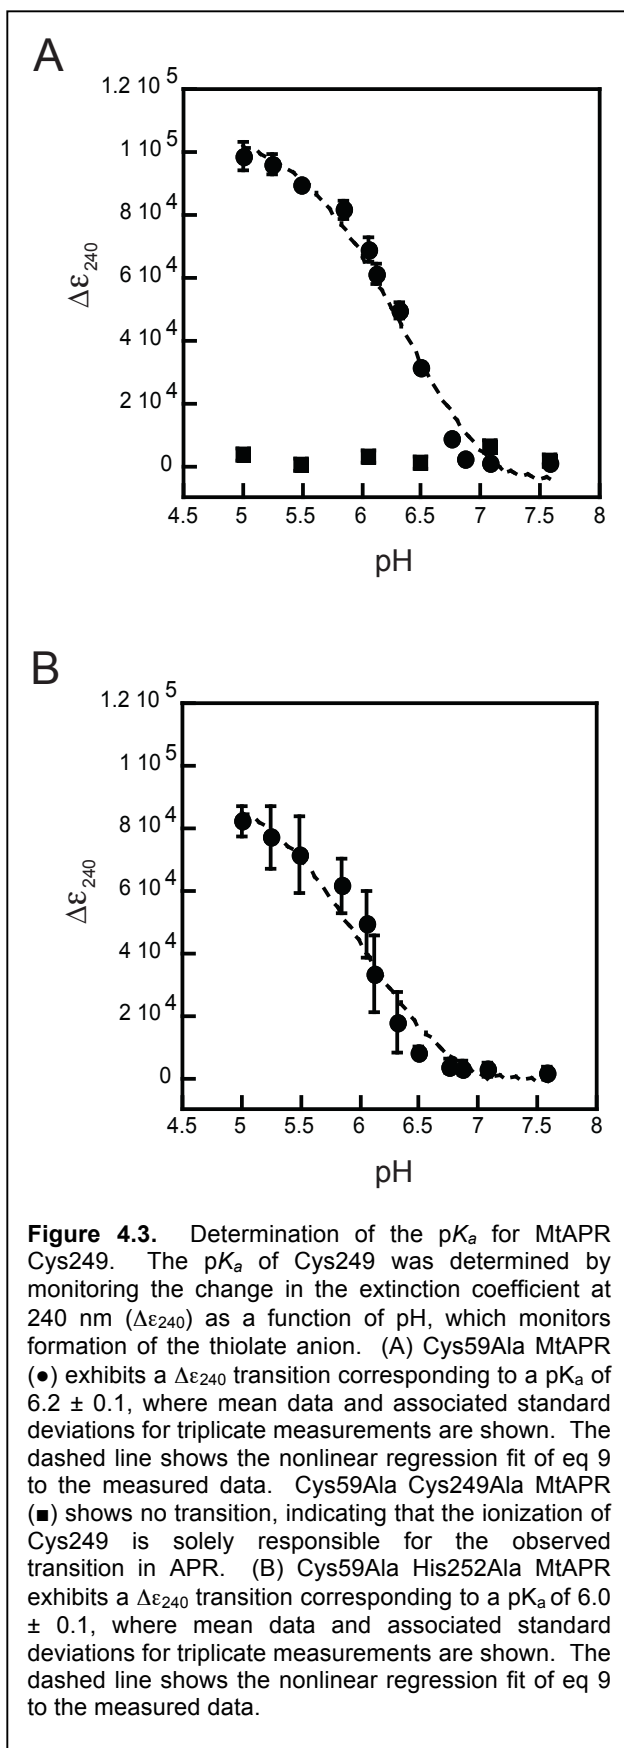 A
1.2 10 5
1 10 5
8 10 4
6 10 4
4 10 4
2 10 4
0
Δε240
4.5 5 5.5 6 6.5 7 7.5 8
pH
B
1.2 10 5
1 10 5
8 10 4
6 10 4
4 10 4
2 10 4
0
Δε240
4.5 5 5.5 6 6.5 7 7.5 8
pH
Figure 4.3. Determination of the pKa for MtAPR
Cys249. The pKa of Cys249 was determined by
monitoring the change in the extinction coefficient at
240 nm (Δε240) as a function of pH, which monitors
formation of the thiolate anion. (A) Cys59Ala MtAPR
(●) exhibits a Δε240 transition corresponding to a pKa of
6.2 ± 0.1, where mean data and associated standard
deviations for triplicate measurements are shown. The
dashed line shows the nonlinear regression fit of eq 9
to the measured data. Cys59Ala Cys249Ala MtAPR
(■) shows no transition, indicating that the ionization of
Cys249 is solely responsible for the observed
transition in APR. (B) Cys59Ala His252Ala MtAPR
exhibits a Δε240 transition corresponding to a pKa of 6.0
± 0.1, where mean data and associated standard
deviations for triplicate measurements are shown. The
dashed line shows the nonlinear regression fit of eq 9
to the measured data.